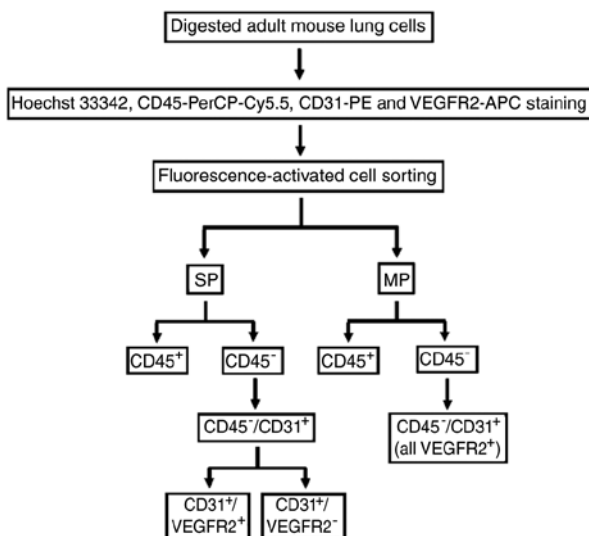 Digested adult mouse lung cells
Hoechst 33342, CD45-PerCP-Cy5.5, CD31-PE and VEGFR2-APC staining
Fluorescence-activated cell sorting
SP
MP
CD45⁺
CD45⁻
CD45⁺
CD45⁻
CD45⁻/CD31⁺
CD45⁻/CD31⁺
(all VEGFR2⁺)
CD31⁺/
VEGFR2⁺
CD31⁺/
VEGFR2⁻